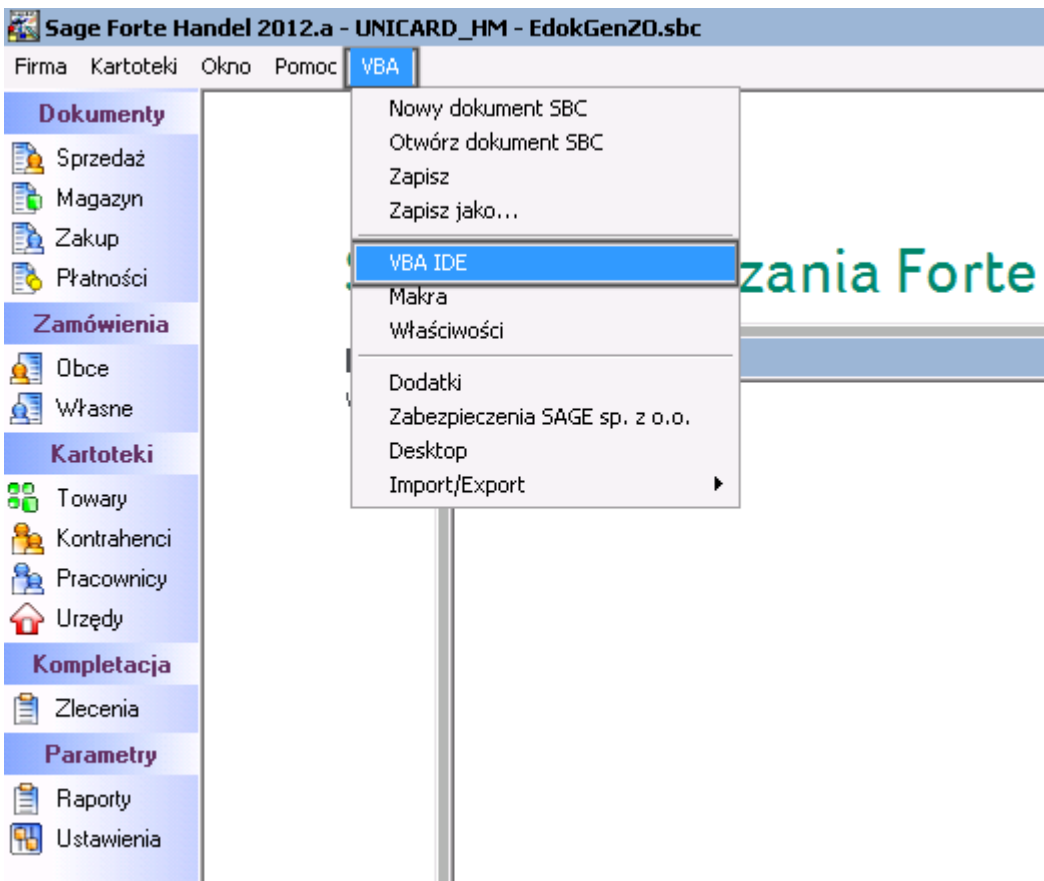 Sage Forte Handel 2012.a - UNICARD_HM - EdokGenZO.sbc
Firma Kartoteki Okno Pomoc VBA
Dokumenty
Sprzedaż
Magazyn
Zakup
Płatności
Zamówienia
Obce
Własne
Kartoteki
Towary
Kontrahenci
Pracownicy
Urzędy
Kompletacja
Zlecenia
Parametry
Raporty
Ustawienia
Nowy dokument SBC
Otwórz dokument SBC
Zapisz
Zapisz jako...
VBA IDE
Makra
Właściwości
Dodatki
Zabezpieczenia SAGE sp. z o.o.
Desktop
Import/Export
zania Forte